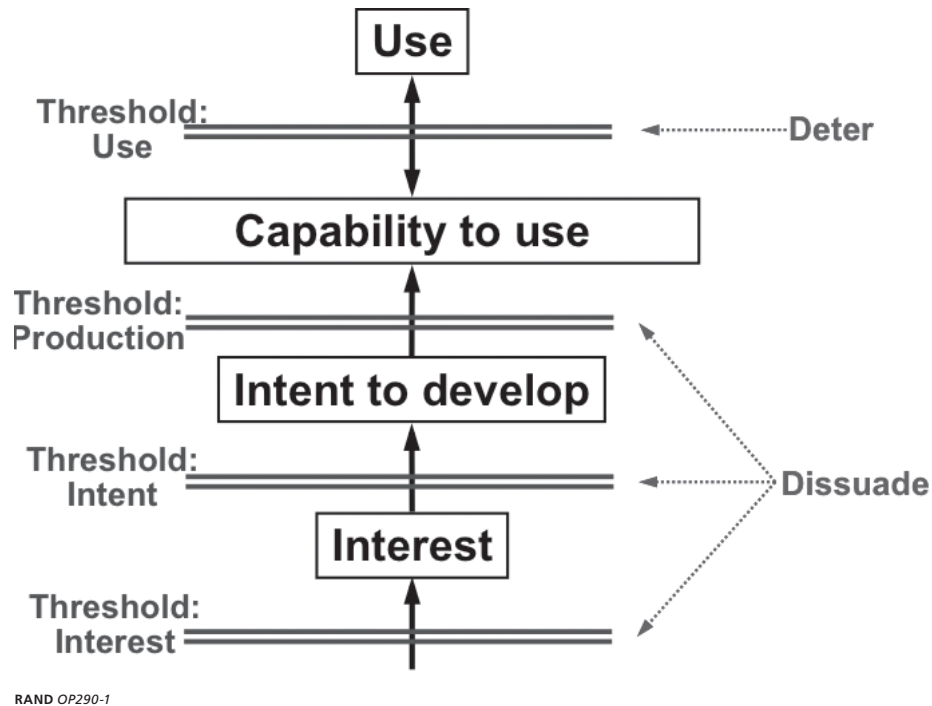 Use
Threshold:
Use
Deter
Capability to use
Threshold:
Production
Intent to develop
Threshold:
Intent
Dissuade
Interest
Threshold:
Interest
RAND OP290-1